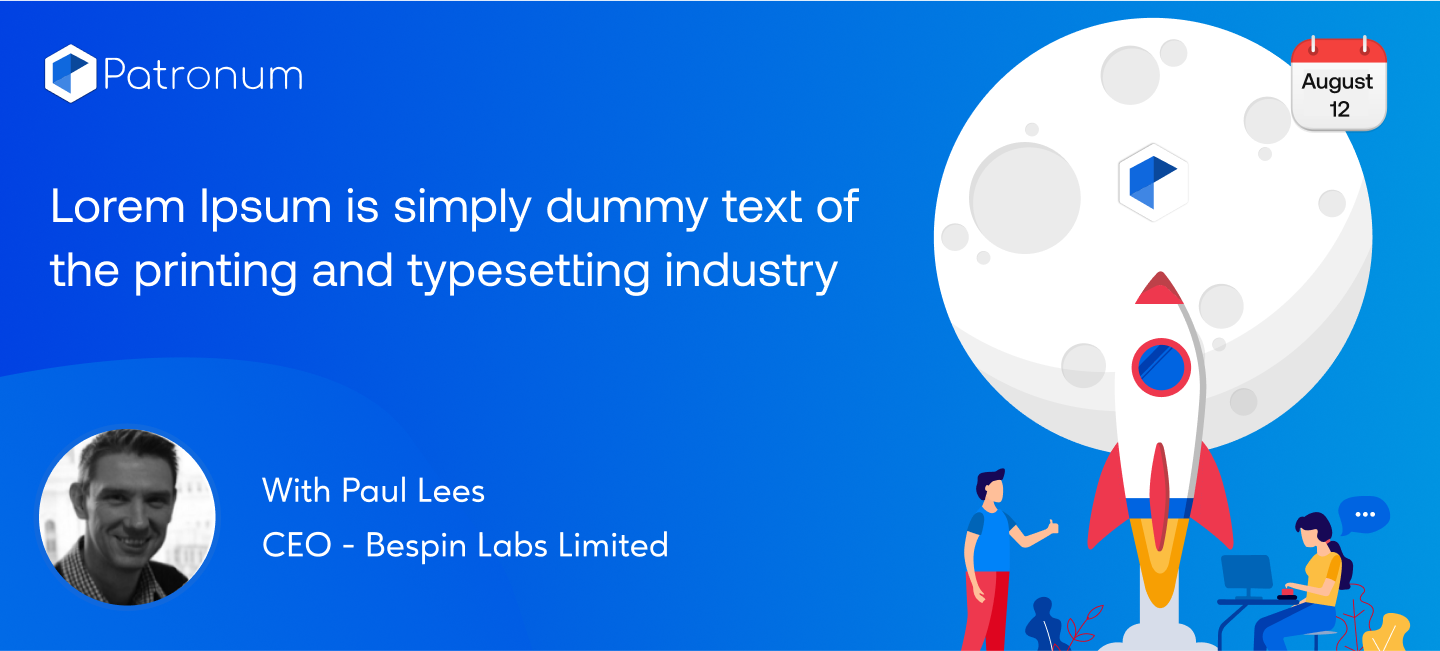 Patronum
August
12
Lorem Ipsum is simply dummy text of
the printing and typesetting industry
With Paul Lees
CEO - Bespin Labs Limited